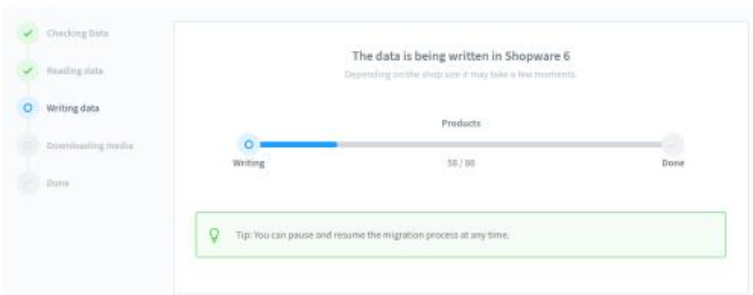 Checking Data
Reading data
Writing data
Downloading media
Done
The data is being written in Shopware 6
Depending on the shop size it may take a few moments.
Products
Writing
58 / 98
Done
Tip: You can pause and resume the migration process at any time.